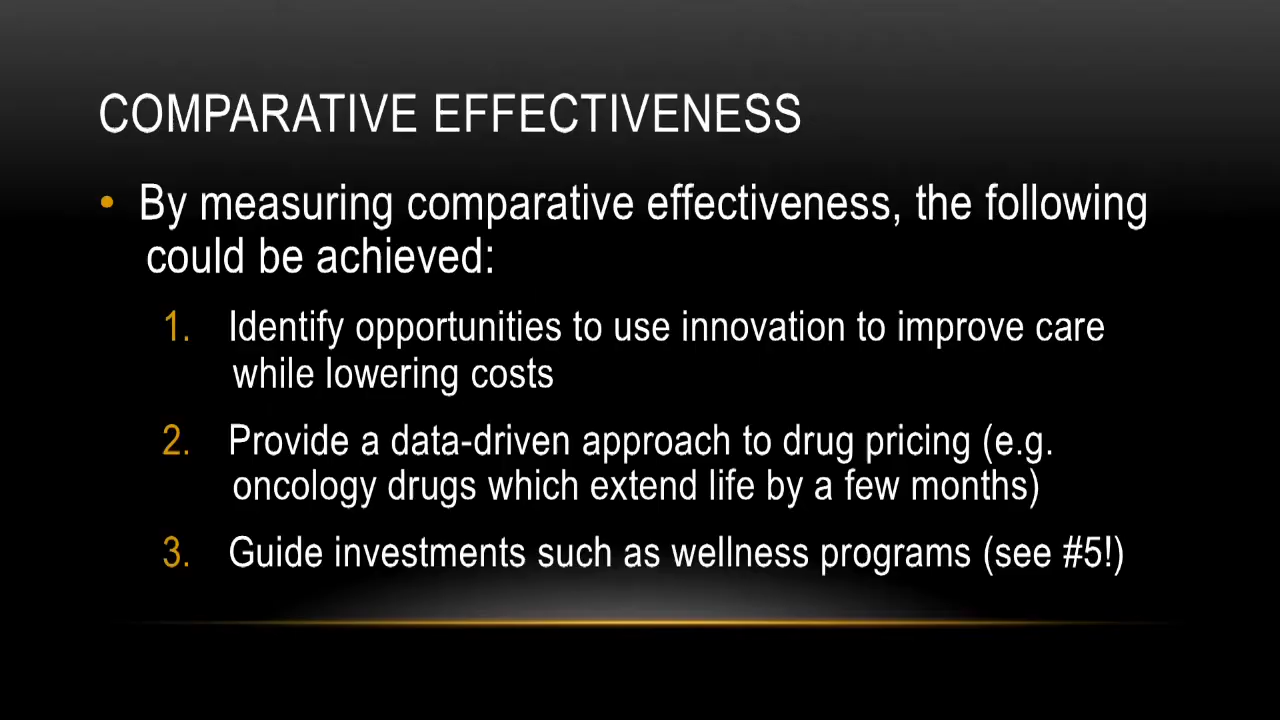 COMPARATIVE EFFECTIVENESS
• By measuring comparative effectiveness, the following
could be achieved:
1. Identify opportunities to use innovation to improve care
while lowering costs
2. Provide a data-driven approach to drug pricing (e.g.
oncology drugs which extend life by a few months)
3. Guide investments such as wellness programs (see #5!)